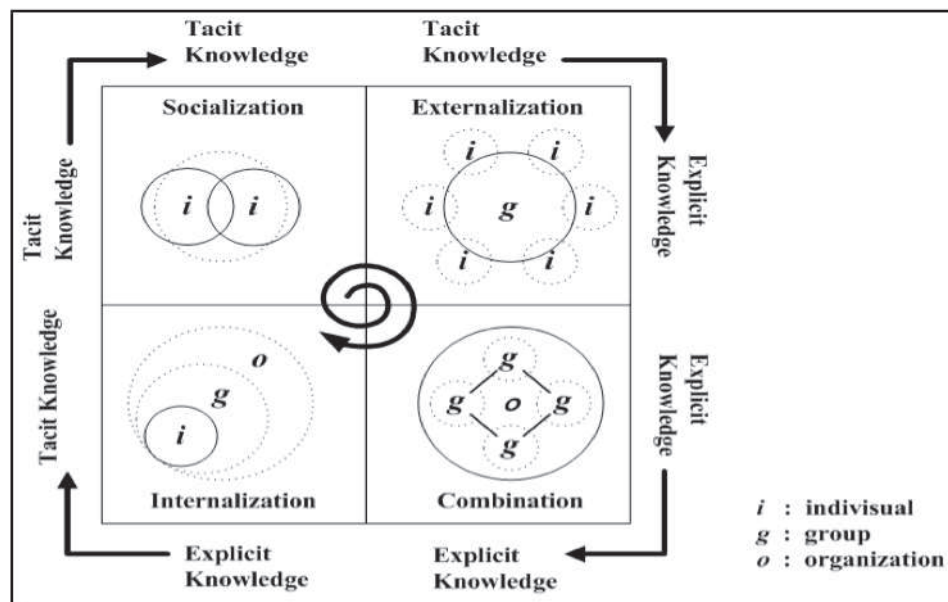 Tacit
Knowledge
Tacit
Knowledge
Socialization
Externalization
i
i
i
i
i
g
i
i
i
Tacit
Knowledge
Explicit
Knowledge
Tacit Knowledge
Explicit
Knowledge
o
g
i
g
g
o
g
g
Internalization
Combination
Explicit
Knowledge
Explicit
Knowledge
i : indivisual
g : group
o : organization